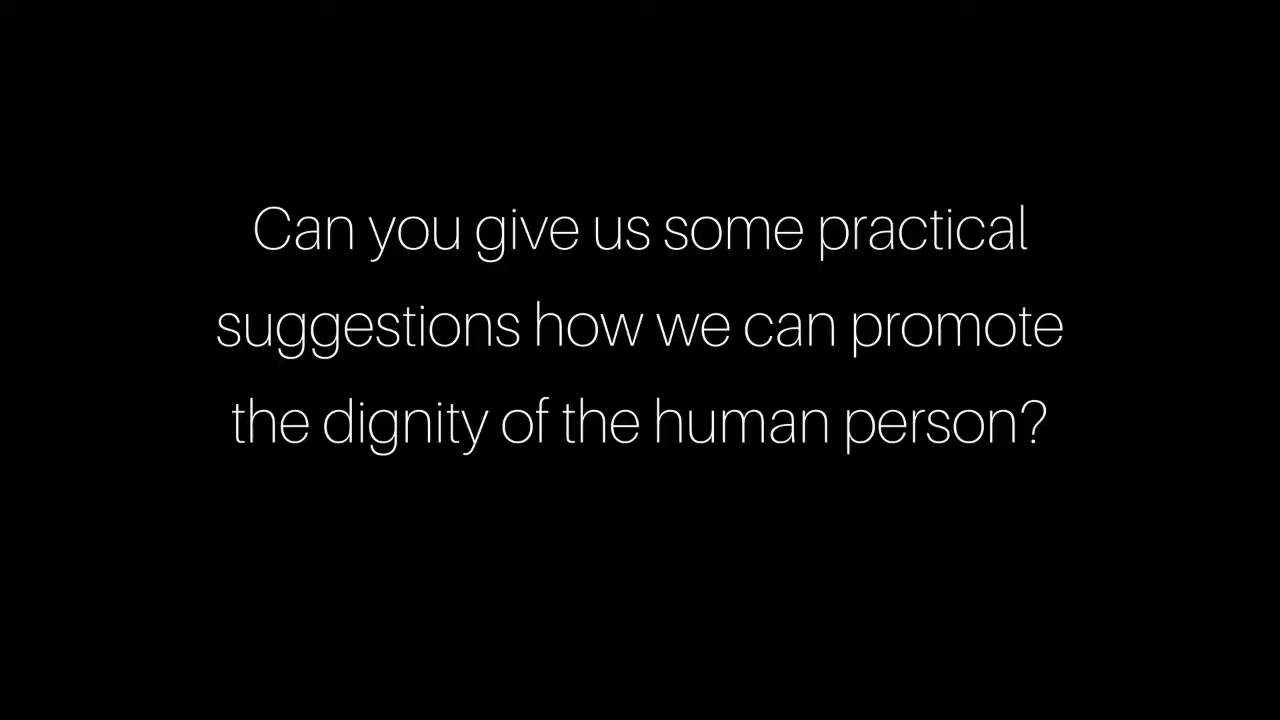 Can you give us some practical
suggestions how we can promote
the dignity of the human person?